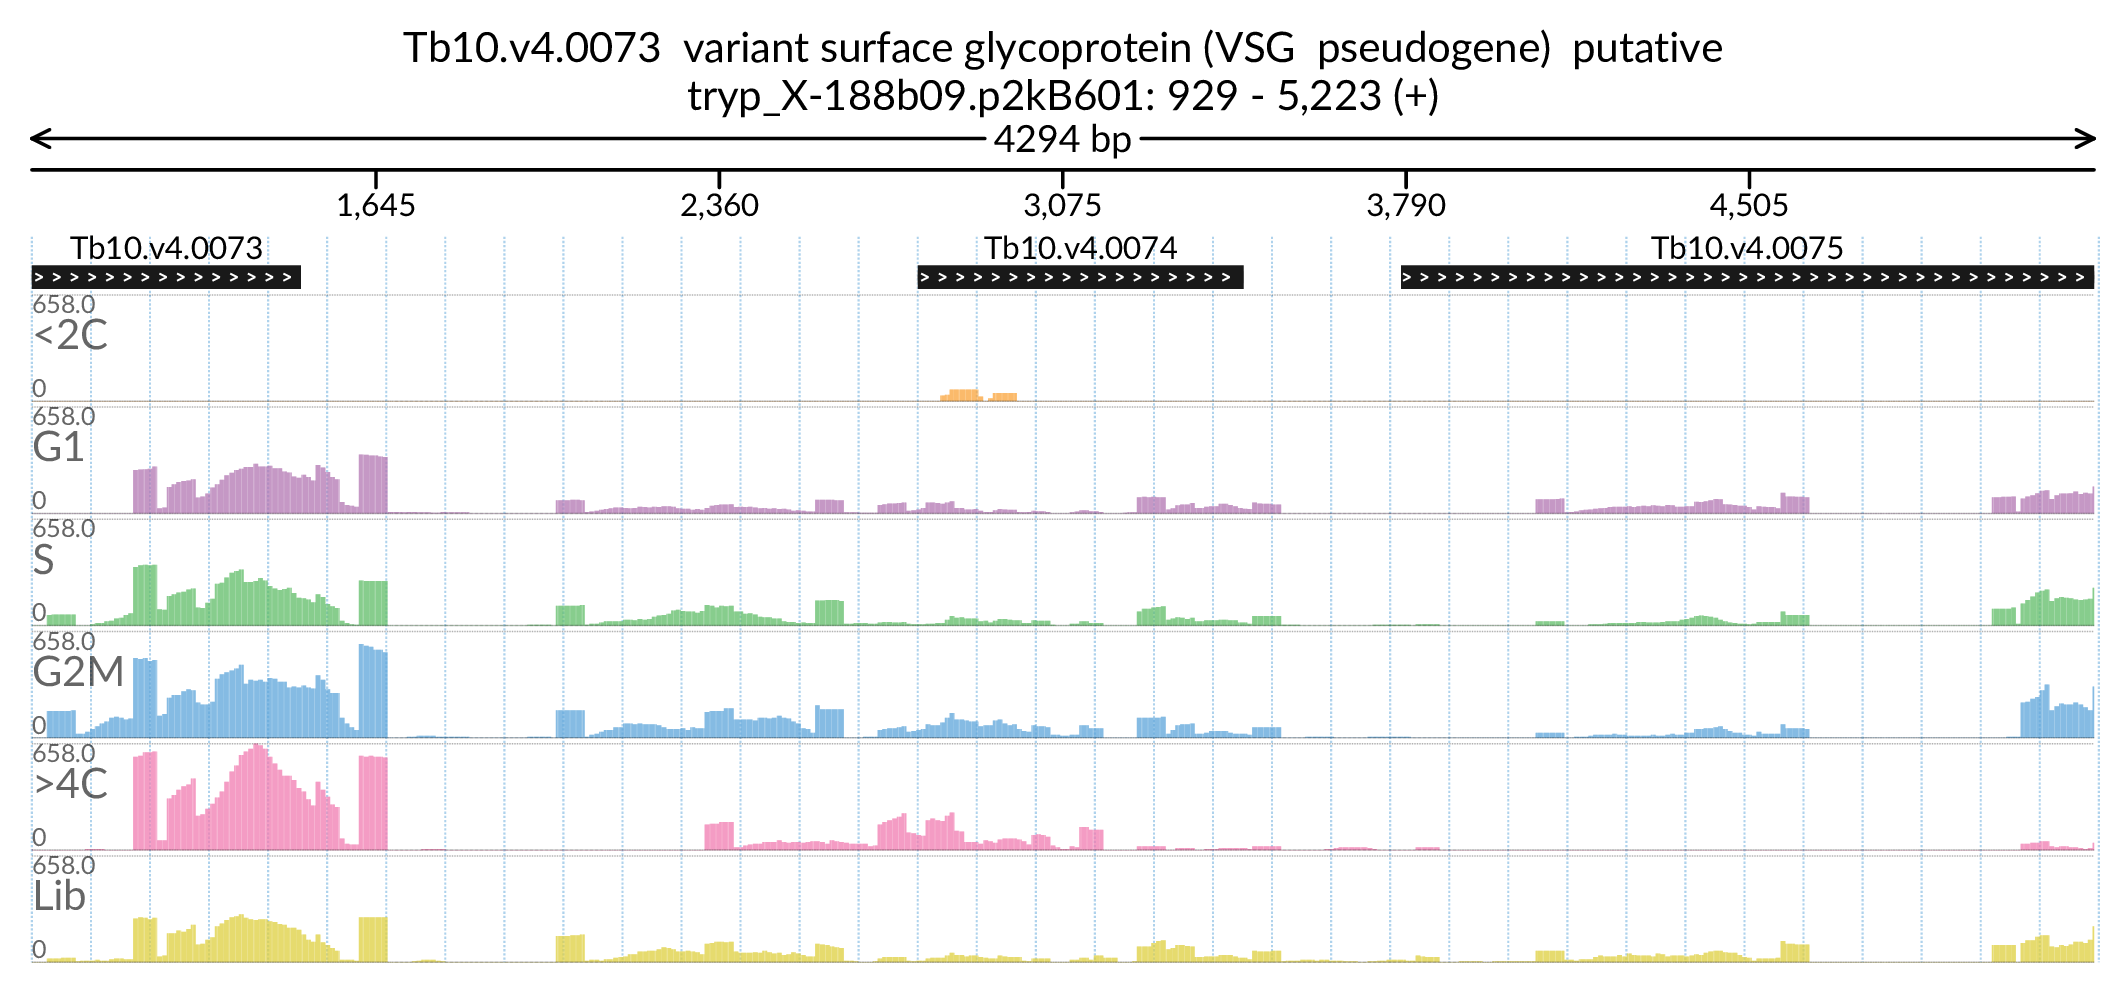 Tb10.v4.0073 variant surface glycoprotein (VSG pseudogene) putative
tryp_X-188b09.p2kB601: 929 - 5,223 (+)
4294 bp
1,645 2,360 3,075 3,790 4,505
Tb10.v4.0073 Tb10.v4.0074 Tb10.v4.0075
658.0
<2C
0
658.0
G1
0
658.0
S
0
658.0
G2M
0
658.0
>4C
0
658.0
Lib
0